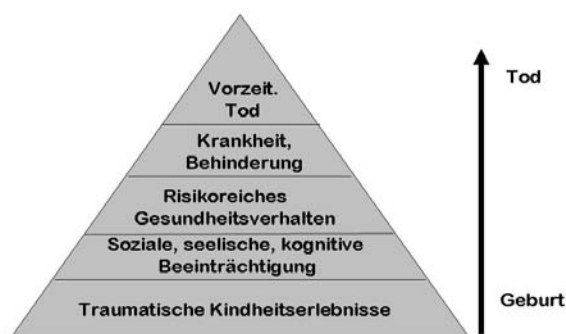 Vorzeit.
Tod
Krankheit,
Behinderung
Risikoreiches
Gesundheitsverhalten
Soziale, seelische, kognitive
Beeinträchtigung
Traumatische Kindheitserlebnisse
Tod
Geburt